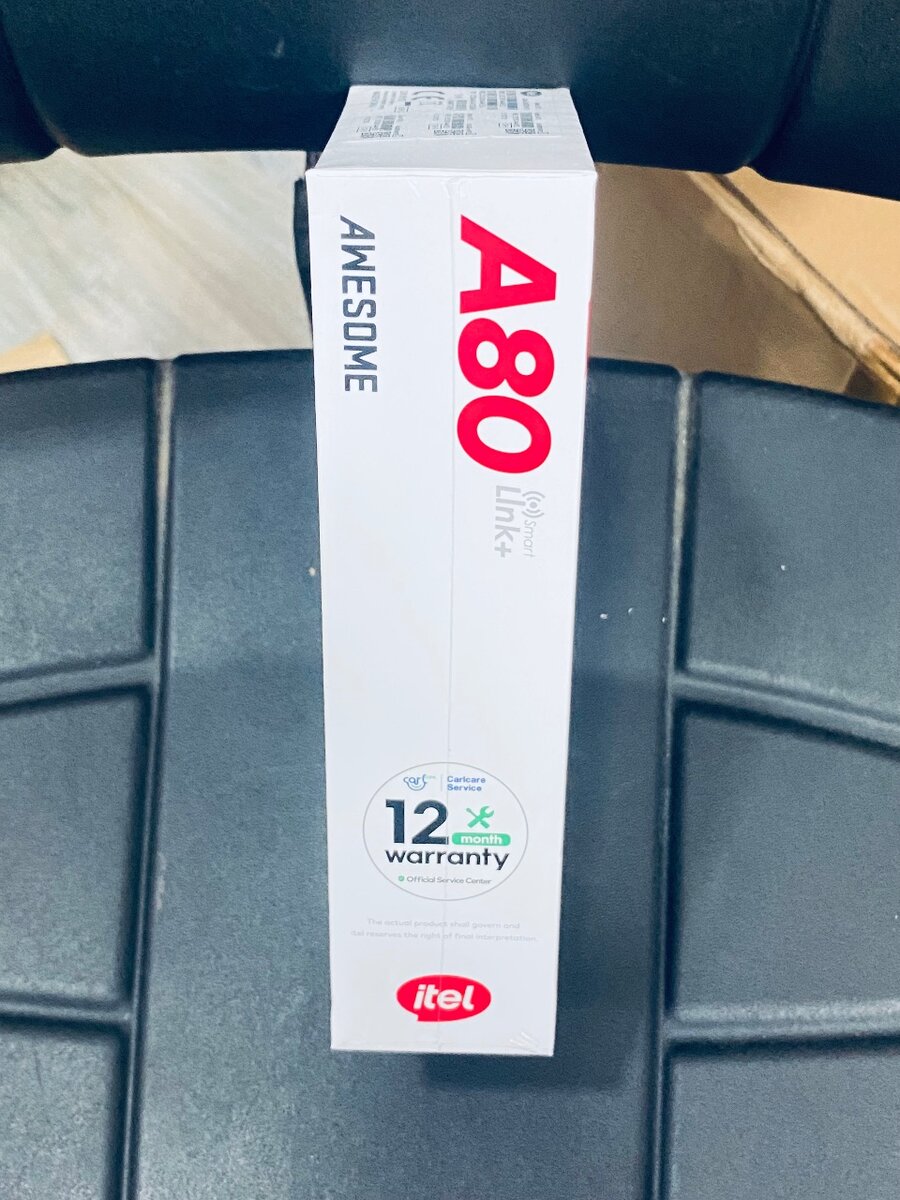 AWESOME
A80
Smart
Link+
carl care
Carlcare
Service
12
month
warranty
Official Service Center
The actual product shall govern and
itel reserves the right of final interpretation.
itel